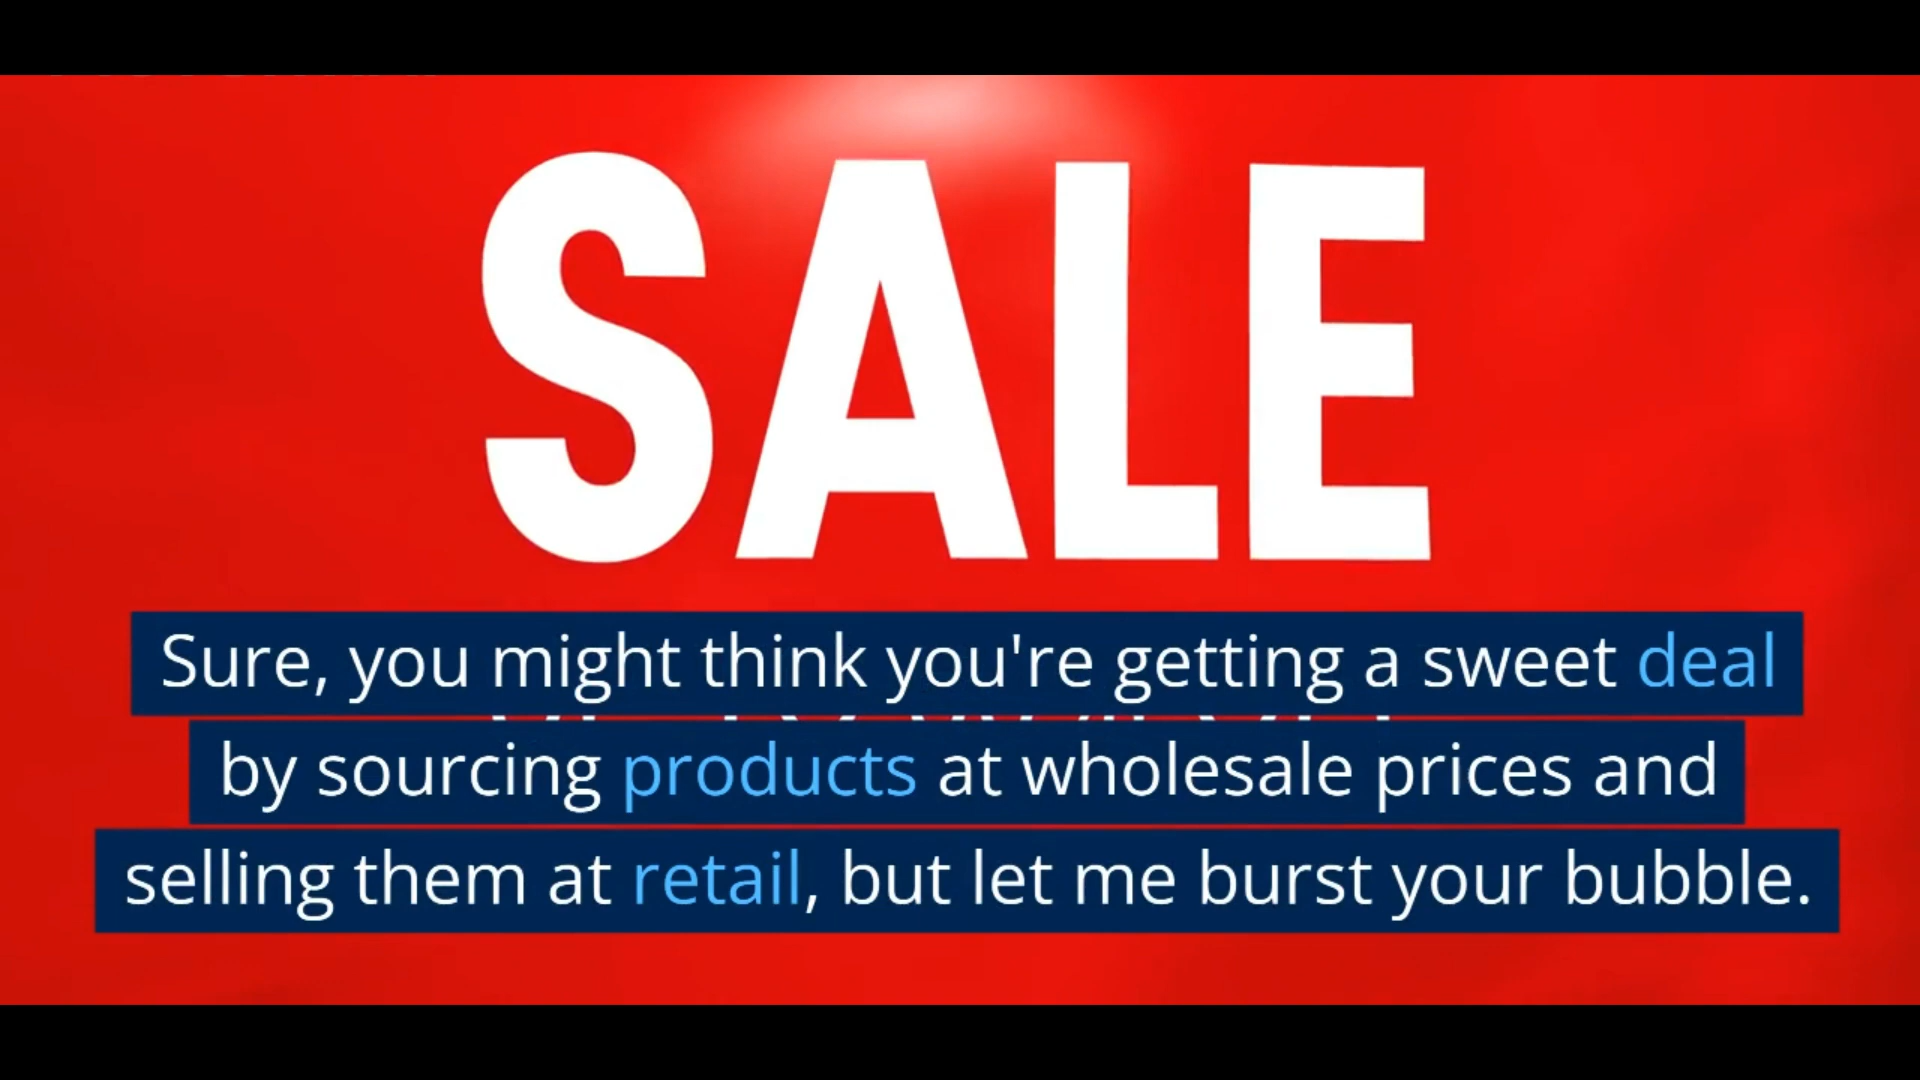 SALE
Sure, you might think you're getting a sweet deal
by sourcing products at wholesale prices and
selling them at retail, but let me burst your bubble.